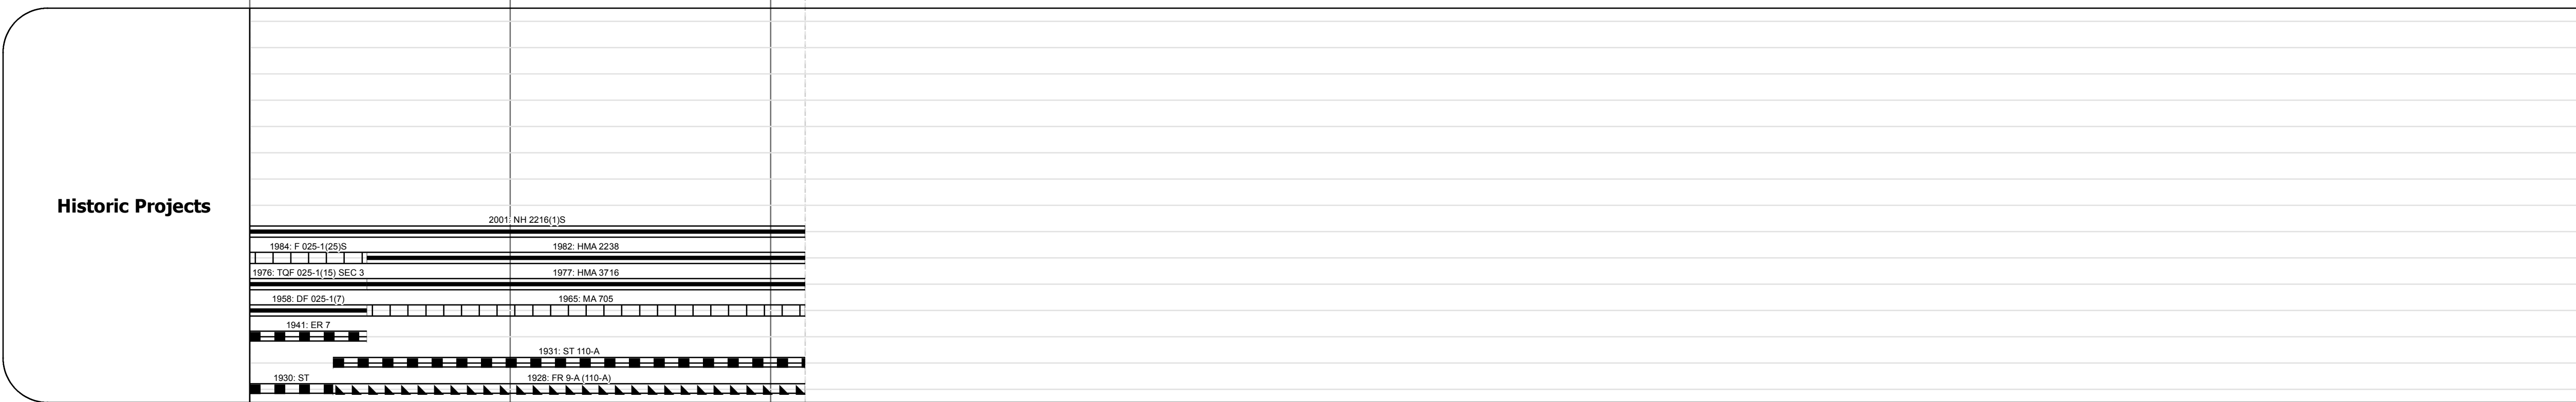 2001: NH 2216(1)S
1984: F 025-1(25)S
1982: HMA 2238
1976: TQF 025-1(15) SEC 3
1977: HMA 3716
1958: DF 025-1(7)
1965: MA 705
1941: ER 7
1931: ST 110-A
1930: ST
1928: FR 9-A (110-A)
Historic Projects